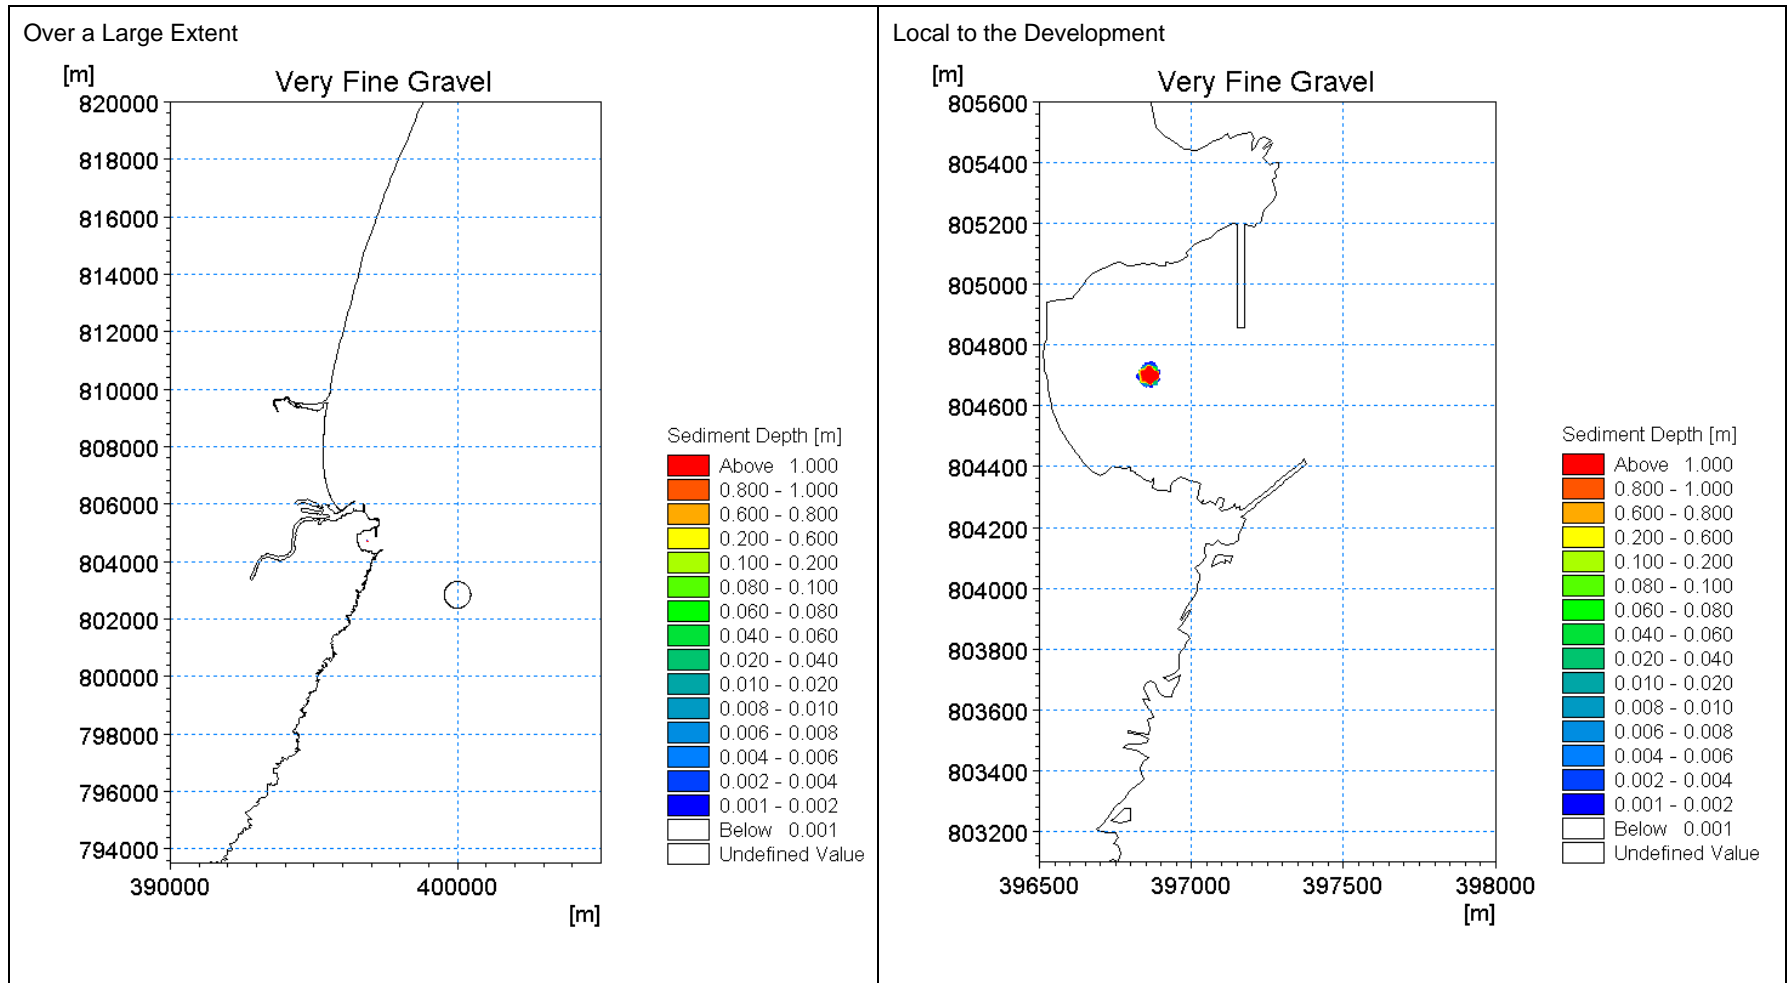 Over a Large Extent
[m]
Very Fine Gravel
820000
818000
816000
814000
812000
810000
808000
806000
804000
802000
800000
798000
796000
794000
390000 400000
[m]
Sediment Depth [m]
Above 1.000
0.800 - 1.000
0.600 - 0.800
0.200 - 0.600
0.100 - 0.200
0.080 - 0.100
0.060 - 0.080
0.040 - 0.060
0.020 - 0.040
0.010 - 0.020
0.008 - 0.010
0.006 - 0.008
0.004 - 0.006
0.002 - 0.004
0.001 - 0.002
Below 0.001
Undefined Value
Local to the Development
[m]
Very Fine Gravel
805600
805400
805200
805000
804800
804600
804400
804200
804000
803800
803600
803400
803200
396500 397000 397500 398000
[m]
Sediment Depth [m]
Above 1.000
0.800 - 1.000
0.600 - 0.800
0.200 - 0.600
0.100 - 0.200
0.080 - 0.100
0.060 - 0.080
0.040 - 0.060
0.020 - 0.040
0.010 - 0.020
0.008 - 0.010
0.006 - 0.008
0.004 - 0.006
0.002 - 0.004
0.001 - 0.002
Below 0.001
Undefined Value